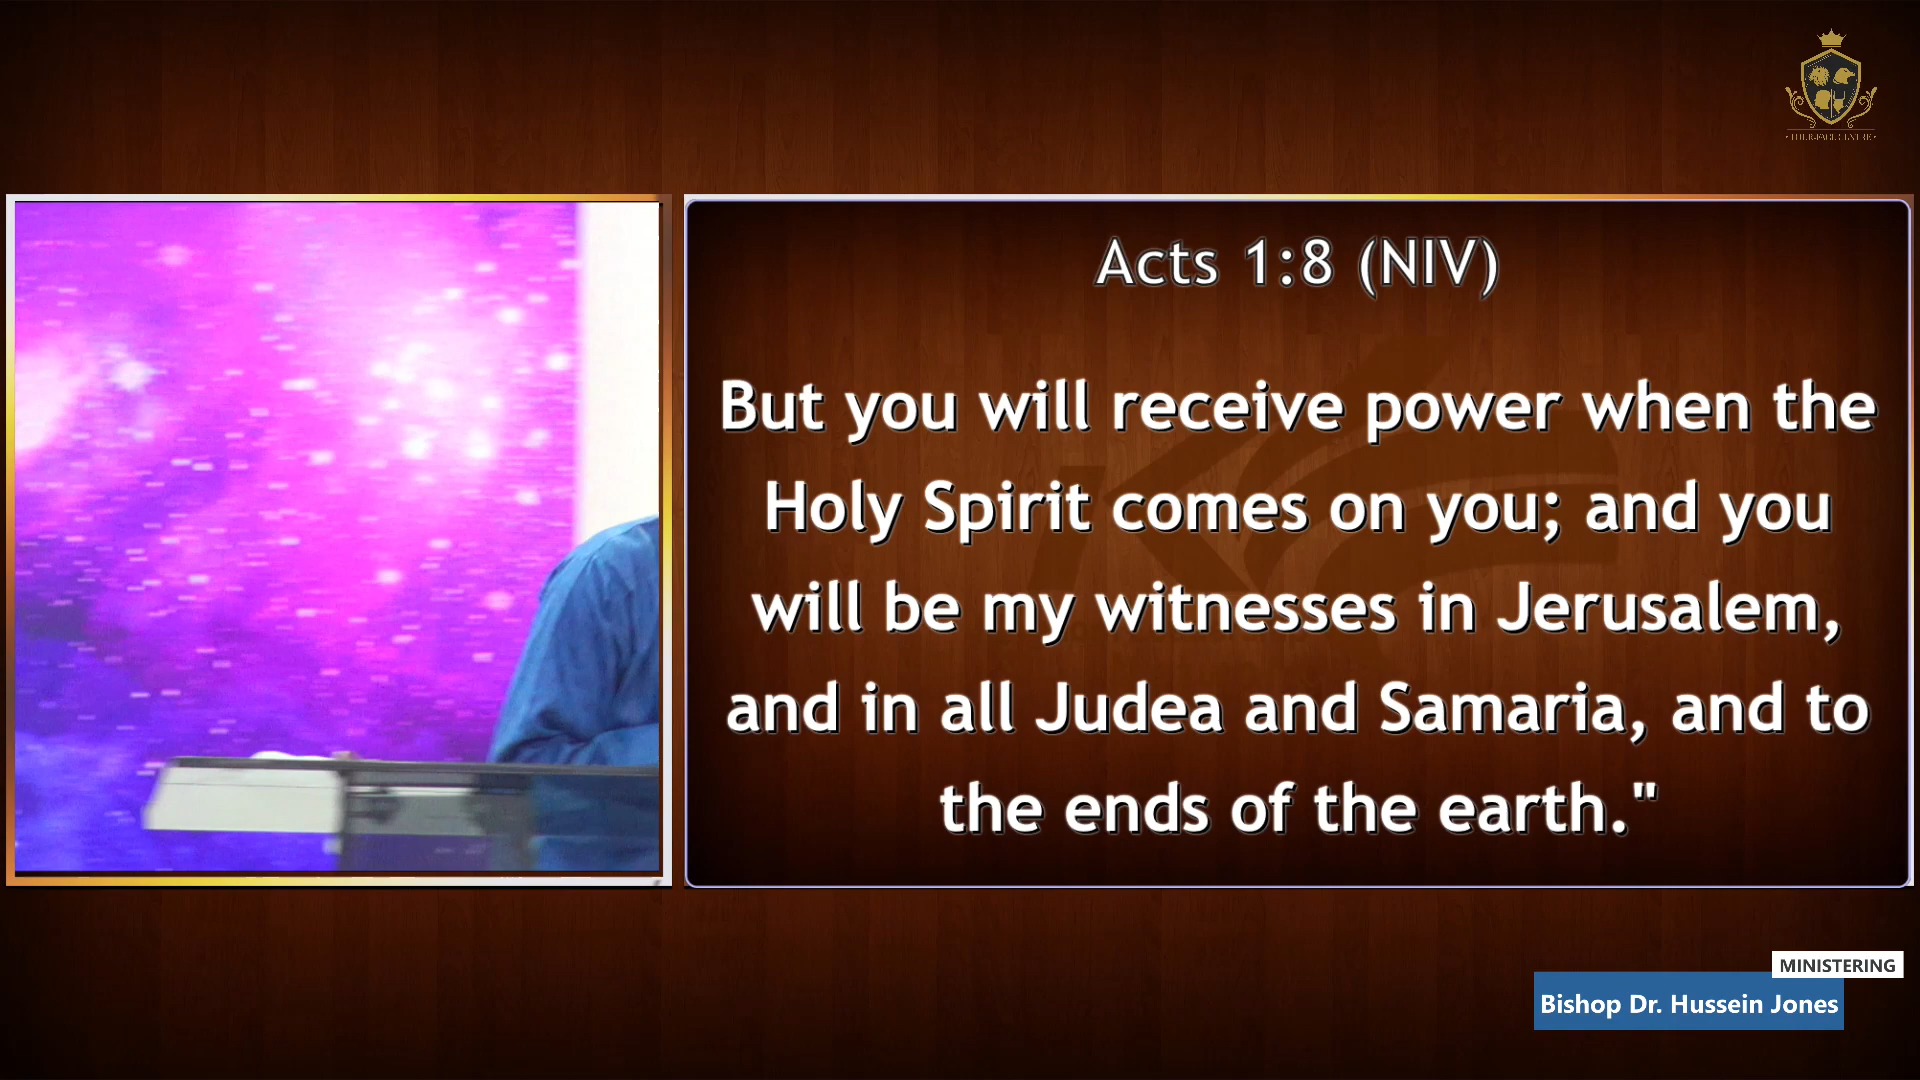 Acts 1:8 (NIV)
But you will receive power when the
Holy Spirit comes on you; and you
will be my witnesses in Jerusalem,
and in all Judea and Samaria, and to
the ends of the earth."
MINISTERING
Bishop Dr. Hussein Jones